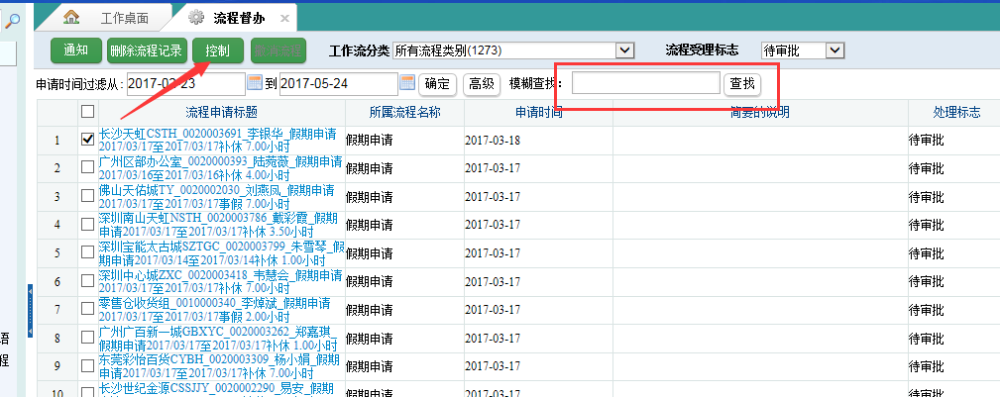 工作桌面 流程督办
通知 删除流程记录 控制 工作流分类 所有流程类别(1273) 流程受理标志 待审批
申请时间过滤从: 2017-02-23 到 2017-05-24 确定 高级 模糊查找: 查找
流程申请标题 所属流程名称 申请时间 简要的说明 处理标志
1 长沙天虹CSTH_0020003691_李银华_假期申请 假期申请 2017-03-18 待审批
2017/03/17至2017/03/17补休 7.00小时
2 广州区部办公室_0020000393_陆菀薇_假期申请 假期申请 2017-03-17 待审批
2017/03/16至2017/03/16补休 4.00小时
3 佛山天佑城TY_0020002030_刘燕凤_假期申请 假期申请 2017-03-17 待审批
2017/03/17至2017/03/17事假 7.00小时
4 深圳南山天虹NSTH_0020003786_戴彩霞_假期 假期申请 2017-03-17 待审批
申请2017/03/17至2017/03/17补休 3.50小时
5 深圳宝能太古城SZTGC_0020003799_朱雪琴_假 假期申请 2017-03-17 待审批
期申请2017/03/14至2017/03/14补休 1.00小时
6 深圳中心城ZXC_0020003418_韦慧会_假期申请 假期申请 2017-03-17 待审批
2017/03/17至2017/03/17补休 7.00小时
7 零售仓收货组_0010000340_李焯斌_假期申请 假期申请 2017-03-17 待审批
2017/03/17至2017/03/17事假 2.00小时
8 广州广百新一城GBXYC_0020003262_郑嘉琪_ 假期申请 2017-03-17 待审批
假期申请2017/03/17至2017/03/17补休 1.00小时
9 东莞彩怡百货CYBH_0020003309_杨小娟_假期 假期申请 2017-03-17 待审批
申请2017/03/17至2017/03/17补休 7.00小时
10 长沙世纪金源CSSJJY_0020002290_易安_假期 假期申请 2017-03-17 待审批
语
程